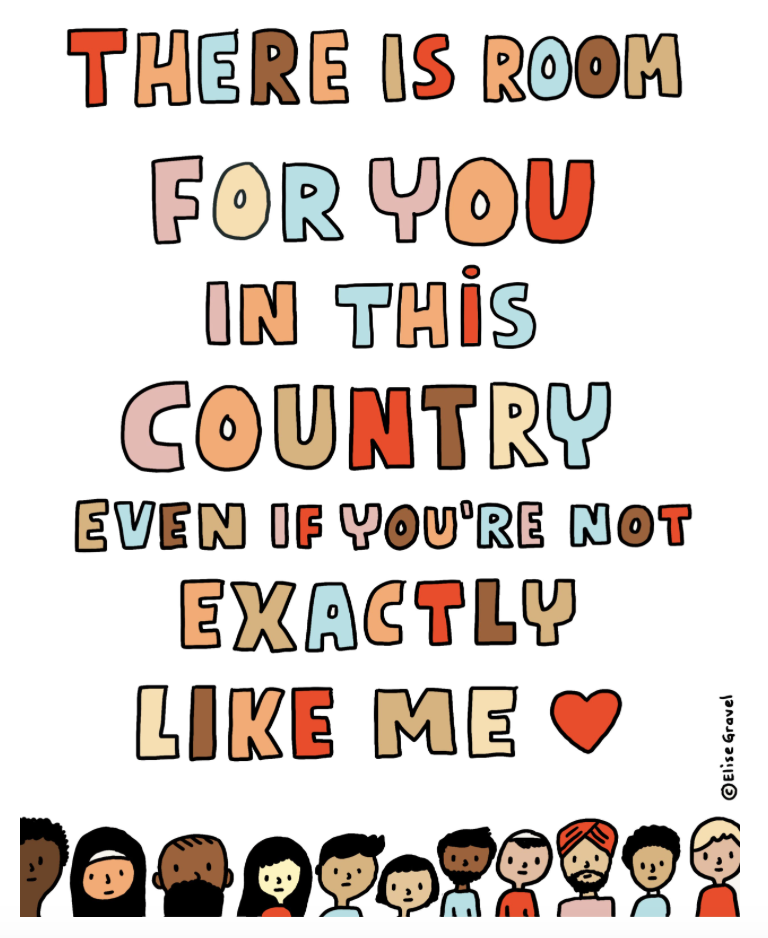 THERE IS ROOM
FOR YOU
IN THiS
COUNTRY
EVEN IF YOU'RE NOT
EXACTLY
LIKE ME ♥
©Elise Gravel